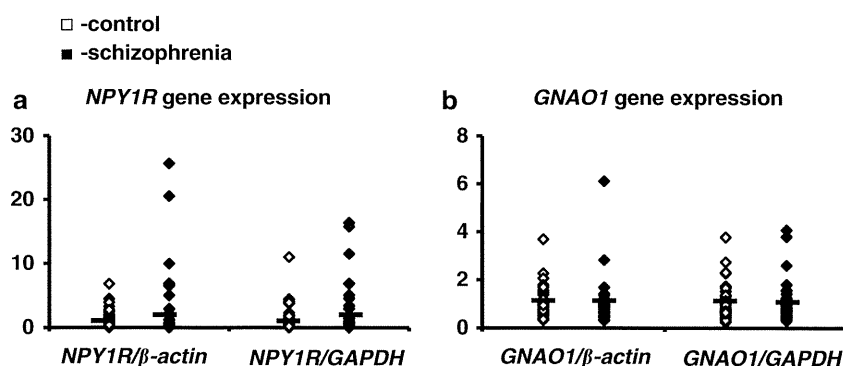 -control
-schizophrenia
a NPY1R gene expression
30
20
10
0
NPY1R/β-actin NPY1R/GAPDH
b GNAO1 gene expression
8
6
4
2
0
GNAO1/β-actin GNAO1/GAPDH